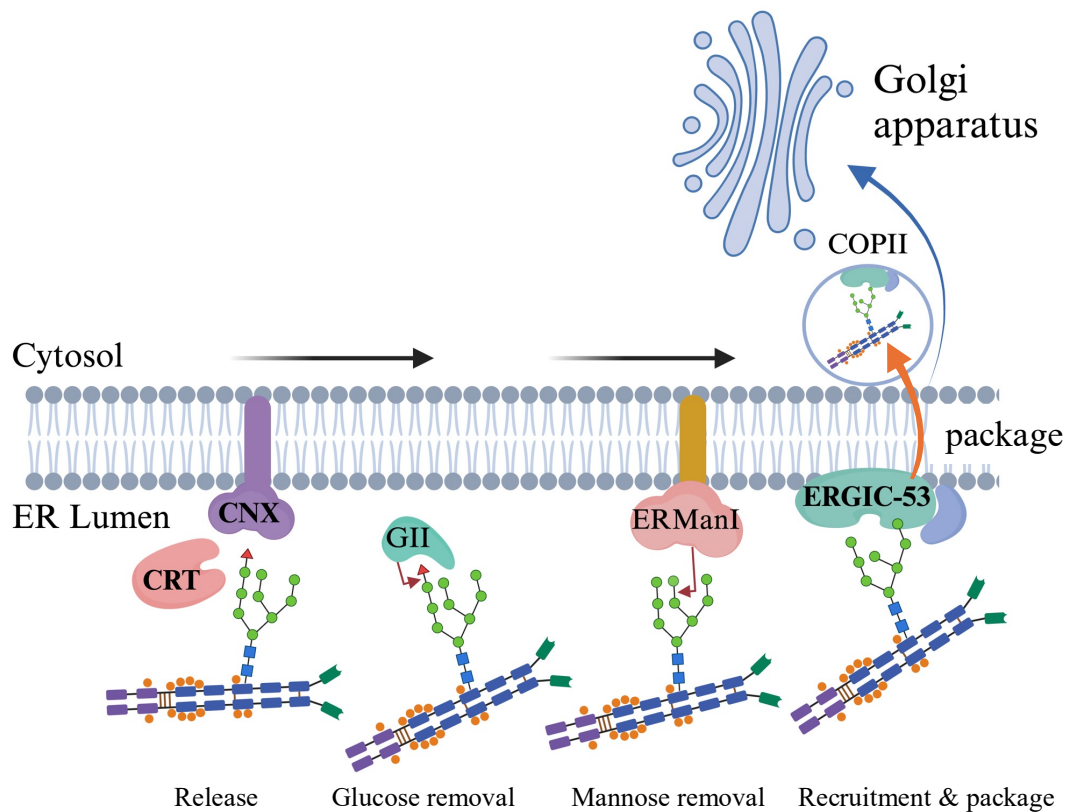 Golgi
apparatus
COPII
Cytosol
package
ER Lumen
CNX
CRT
GII
ERManI
ERGIC-53
Release
Glucose removal
Mannose removal
Recruitment & package